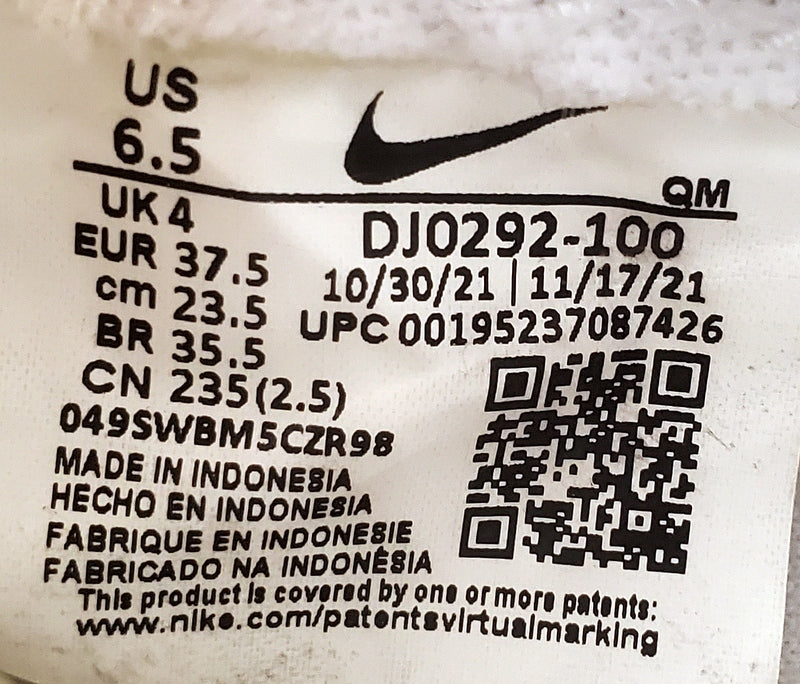 US
6.5
QM
UK 4
EUR 37.5
cm 23.5
BR 35.5
CN 235(2.5)
049SWBM5CZR98
DJ0292-100
10/30/21 | 11/17/21
UPC 00195237087426
MADE IN INDONESIA
HECHO EN INDONESIA
FABRIQUE EN INDONESIE
FABRICADO NA INDONÉSIA
This product is covered by one or more patents:
www.nike.com/patentsvirtualmarking